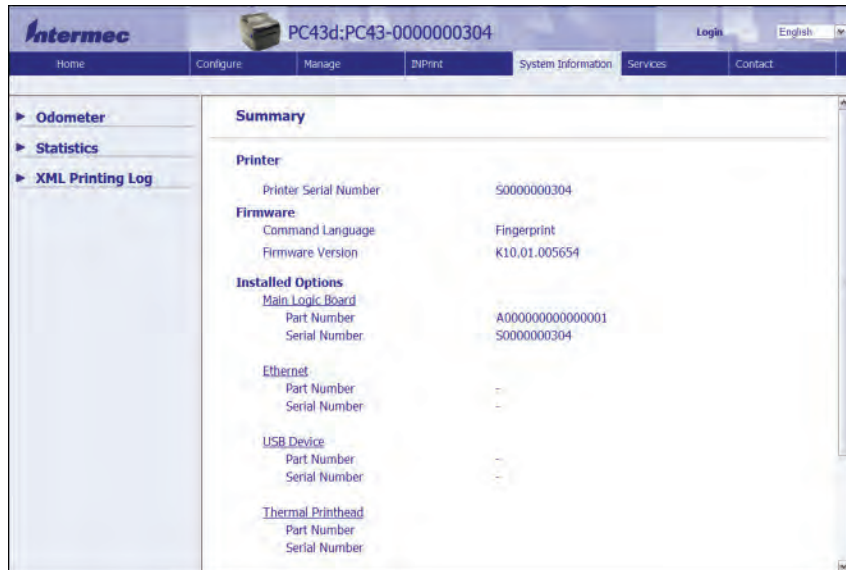 Intermec
PC43d:PC43-0000000304
Login
English
Home
Configure
Manage
INPrint
System Information
Services
Contact
Odometer
Statistics
XML Printing Log
Summary
Printer
Printer Serial Number S0000000304
Firmware
Command Language Fingerprint
Firmware Version K10.01.005654
Installed Options
Main Logic Board
Part Number A000000000000001
Serial Number S0000000304
Ethernet
Part Number -
Serial Number -
USB Device
Part Number -
Serial Number -
Thermal Printhead
Part Number
Serial Number